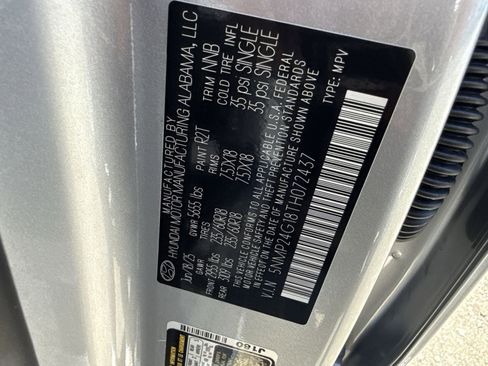 MANUFACTURED BY
HYUNDAI MOTOR MANUFACTURING ALABAMA, LLC
Jun/18/25 GVWR 5655 lbs PAINT R2T TRIM NNB
GAWR TIRE RIMS COLD TIRE INFL
FRONT 2855 lbs 235/60R18 7.5JX18 35 psi SINGLE
REAR 235/60R18 7.5JX18 35 psi SINGLE
THIS VEHICLE CONFORMS TO ALL APPLICABLE U.S.A. FEDERAL
MOTOR VEHICLE SAFETY AND THEFT PREVENTION STANDARDS
IN EFFECT ON THE DATE OF MANUFACTURE SHOWN ABOVE
V.I.N 5NMP24G18TH072437 TYPE: MPV
J180